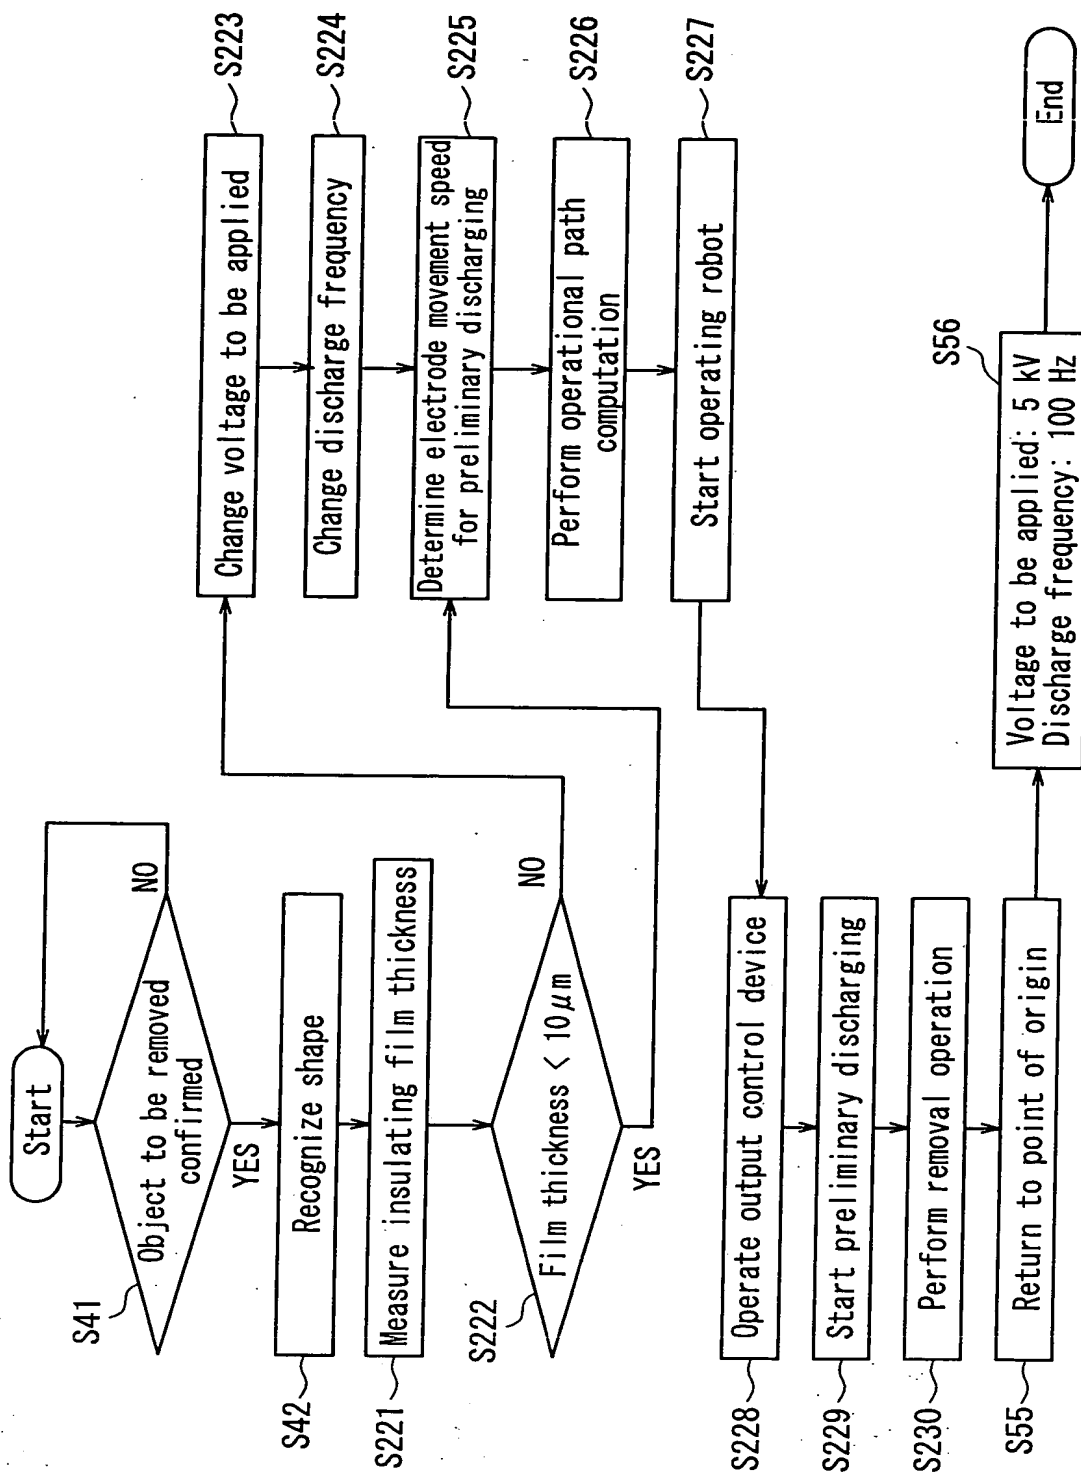 Start
S41
Object to be removed
confirmed
NO
YES
S42
Recognize shape
S221
Measure insulating film thickness
S222
Film thickness < 10μm
NO
YES
Change voltage to be applied
S223
Change discharge frequency
S224
Determine electrode movement speed
for preliminary discharging
S225
Perform operational path
computation
S226
Start operating robot
S227
S228
Operate output control device
S229
Start preliminary discharging
S230
Perform removal operation
S55
Return to point of origin
S56
Voltage to be applied: 5 kV
Discharge frequency: 100 Hz
End